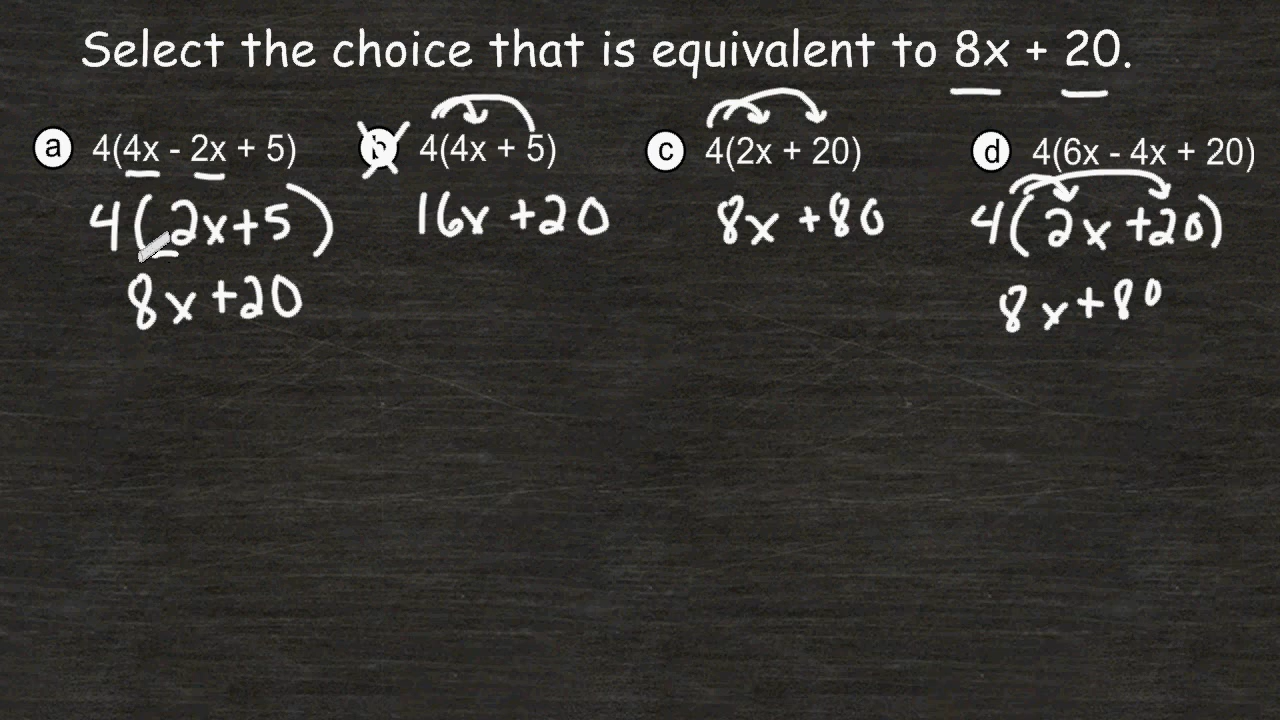 Select the choice that is equivalent to 8x + 20.
a 4(4x - 2x + 5) b 4(4x + 5) c 4(2x + 20) d 4(6x - 4x + 20)
4(2x+5) 16x +20 8x +80 4(2x +20)
8x +20 8x+80